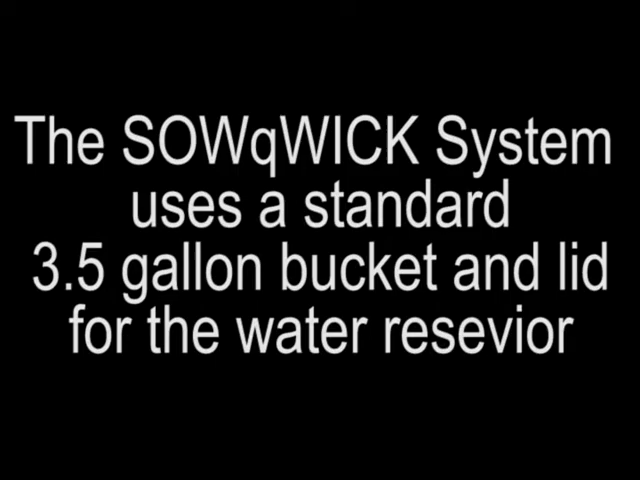 The SOWqWICK System
uses a standard
3.5 gallon bucket and lid
for the water resevior